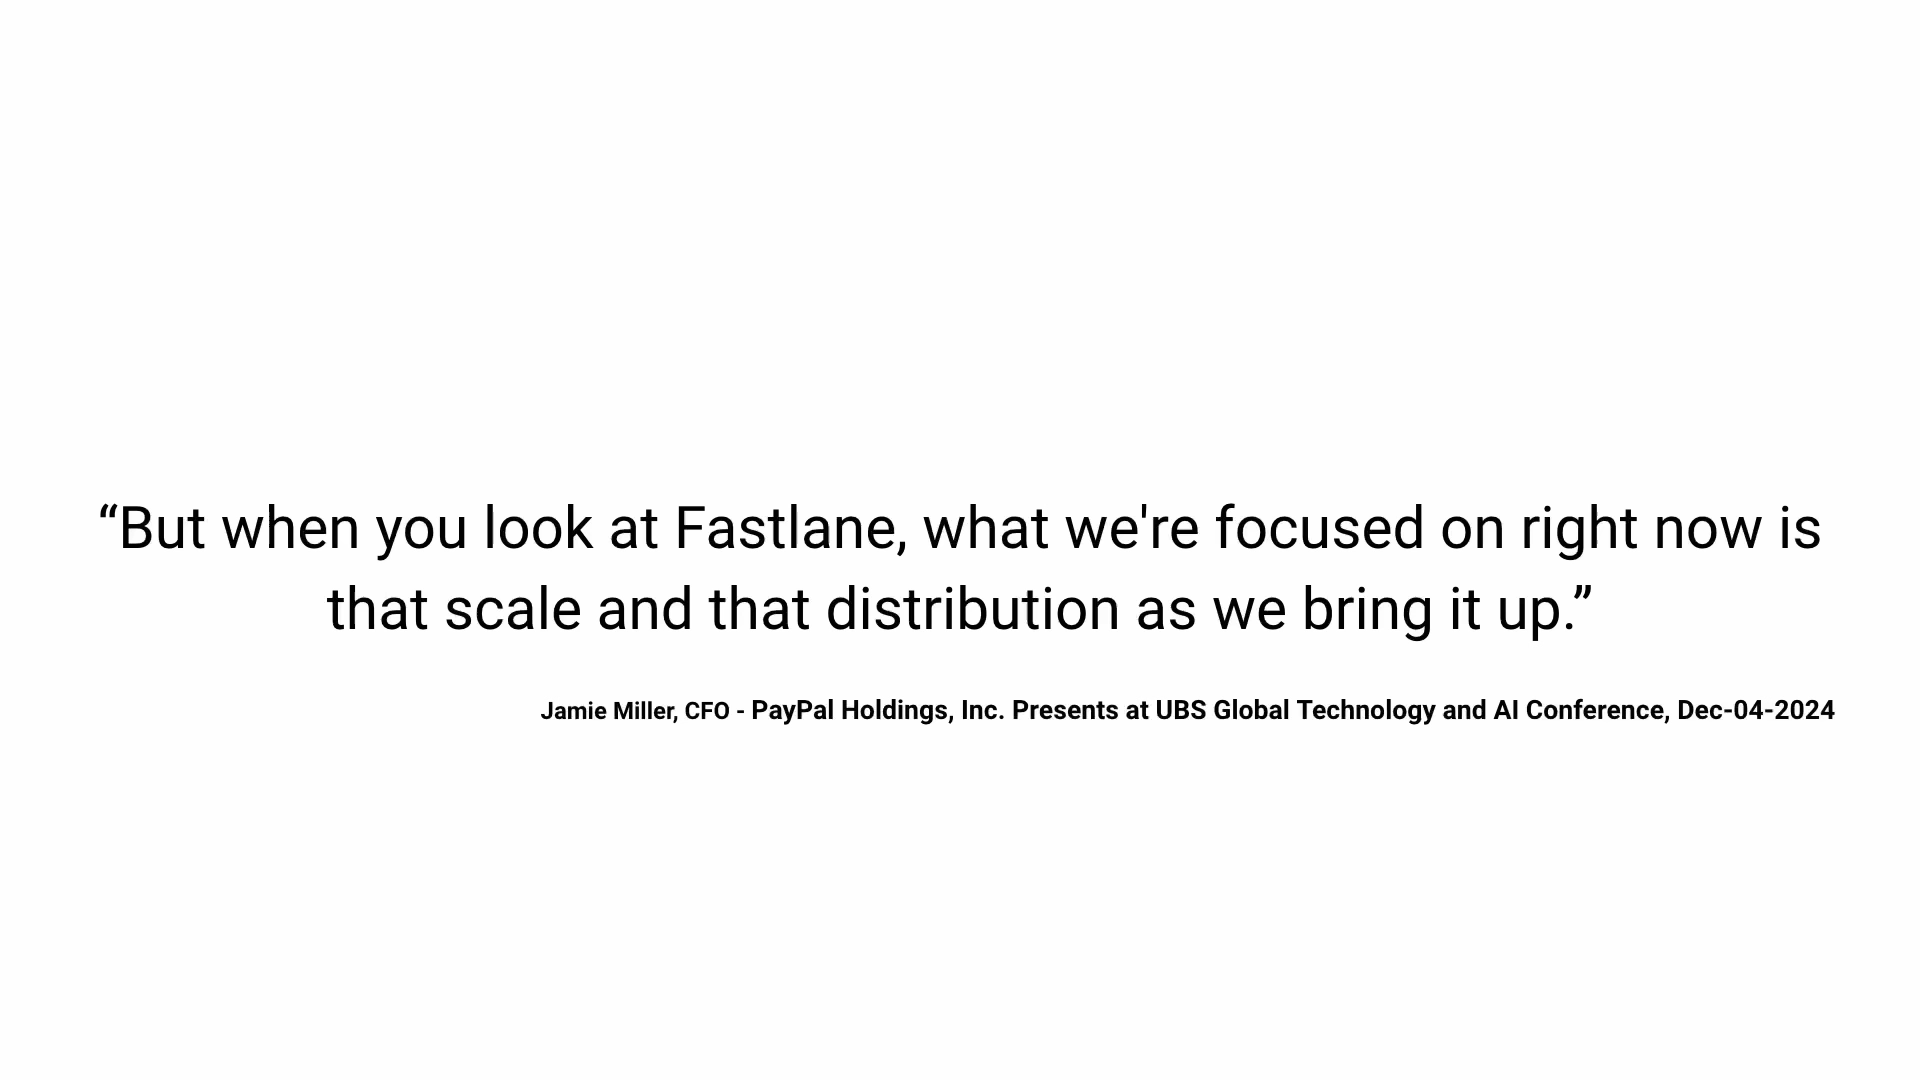 “But when you look at Fastlane, what we're focused on right now is
that scale and that distribution as we bring it up.”
Jamie Miller, CFO - PayPal Holdings, Inc. Presents at UBS Global Technology and AI Conference, Dec-04-2024